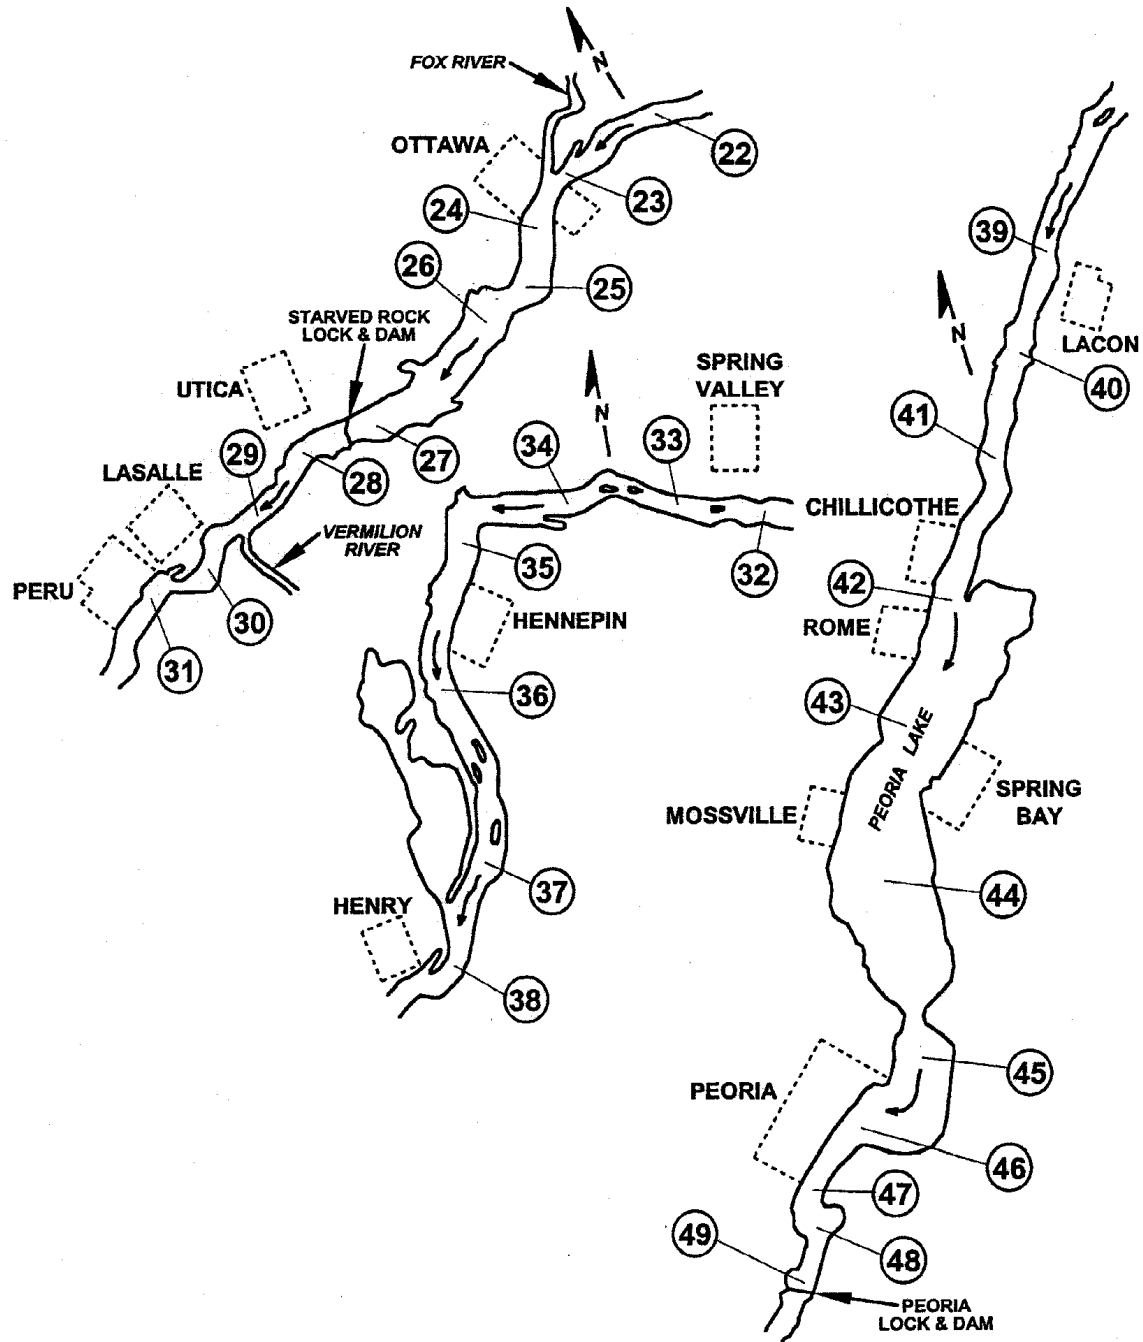 FOX RIVER
N
OTTAWA
22
23
24
25
26
STARVED ROCK
LOCK & DAM
UTICA
27
28
29
LASALLE
VERMILION
RIVER
PERU
30
31
N
SPRING
VALLEY
32
33
34
35
HENNEPIN
36
37
HENRY
38
N
39
LACON
40
41
CHILLICOTHE
42
ROME
43
PEORIA LAKE
SPRING
BAY
MOSSVILLE
44
45
PEORIA
46
47
48
49
PEORIA
LOCK & DAM